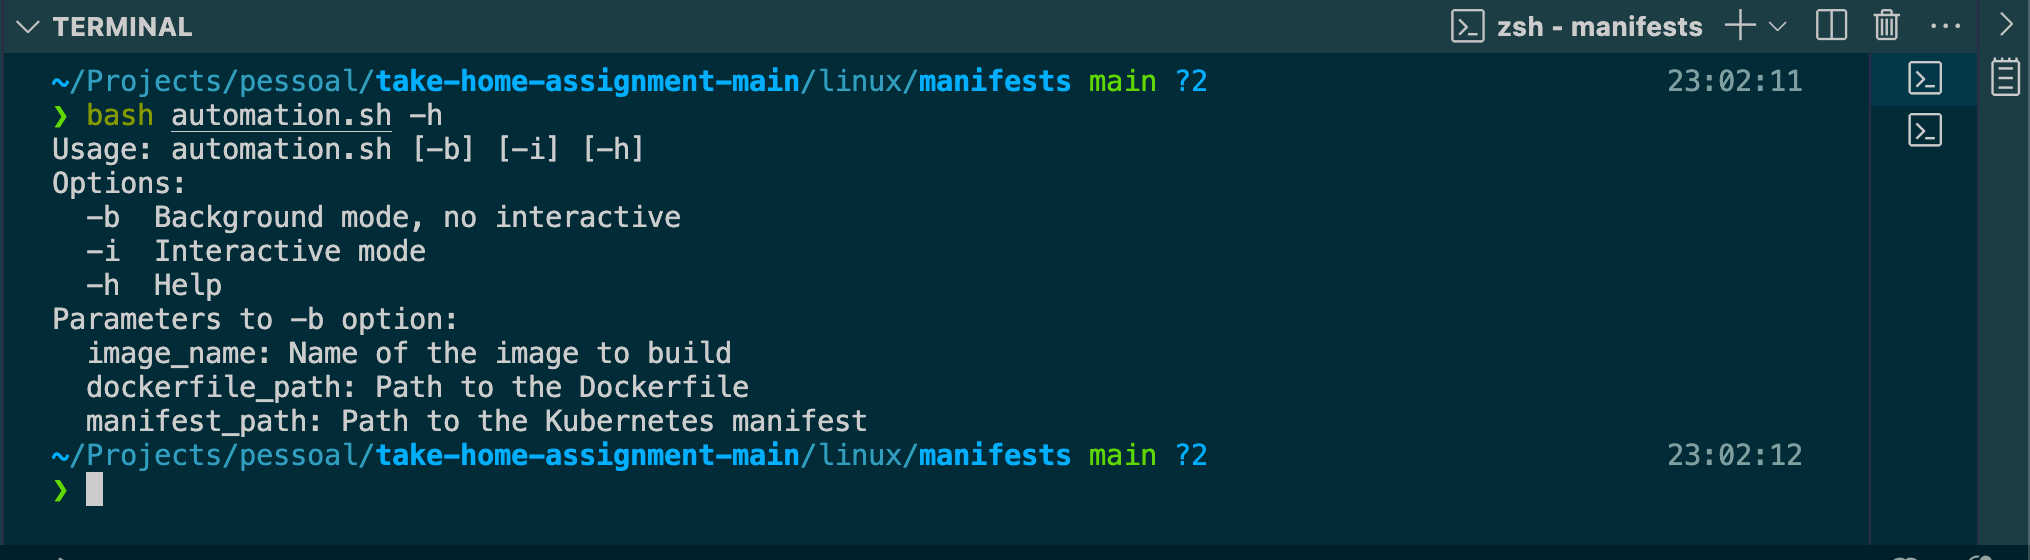 TERMINAL
zsh - manifests
~/Projects/pessoal/take-home-assignment-main/linux/manifests main ?2 23:02:11
❯ bash automation.sh -h
Usage: automation.sh [-b] [-i] [-h]
Options:
  -b  Background mode, no interactive
  -i  Interactive mode
  -h  Help
Parameters to -b option:
  image_name: Name of the image to build
  dockerfile_path: Path to the Dockerfile
  manifest_path: Path to the Kubernetes manifest
~/Projects/pessoal/take-home-assignment-main/linux/manifests main ?2 23:02:12
❯